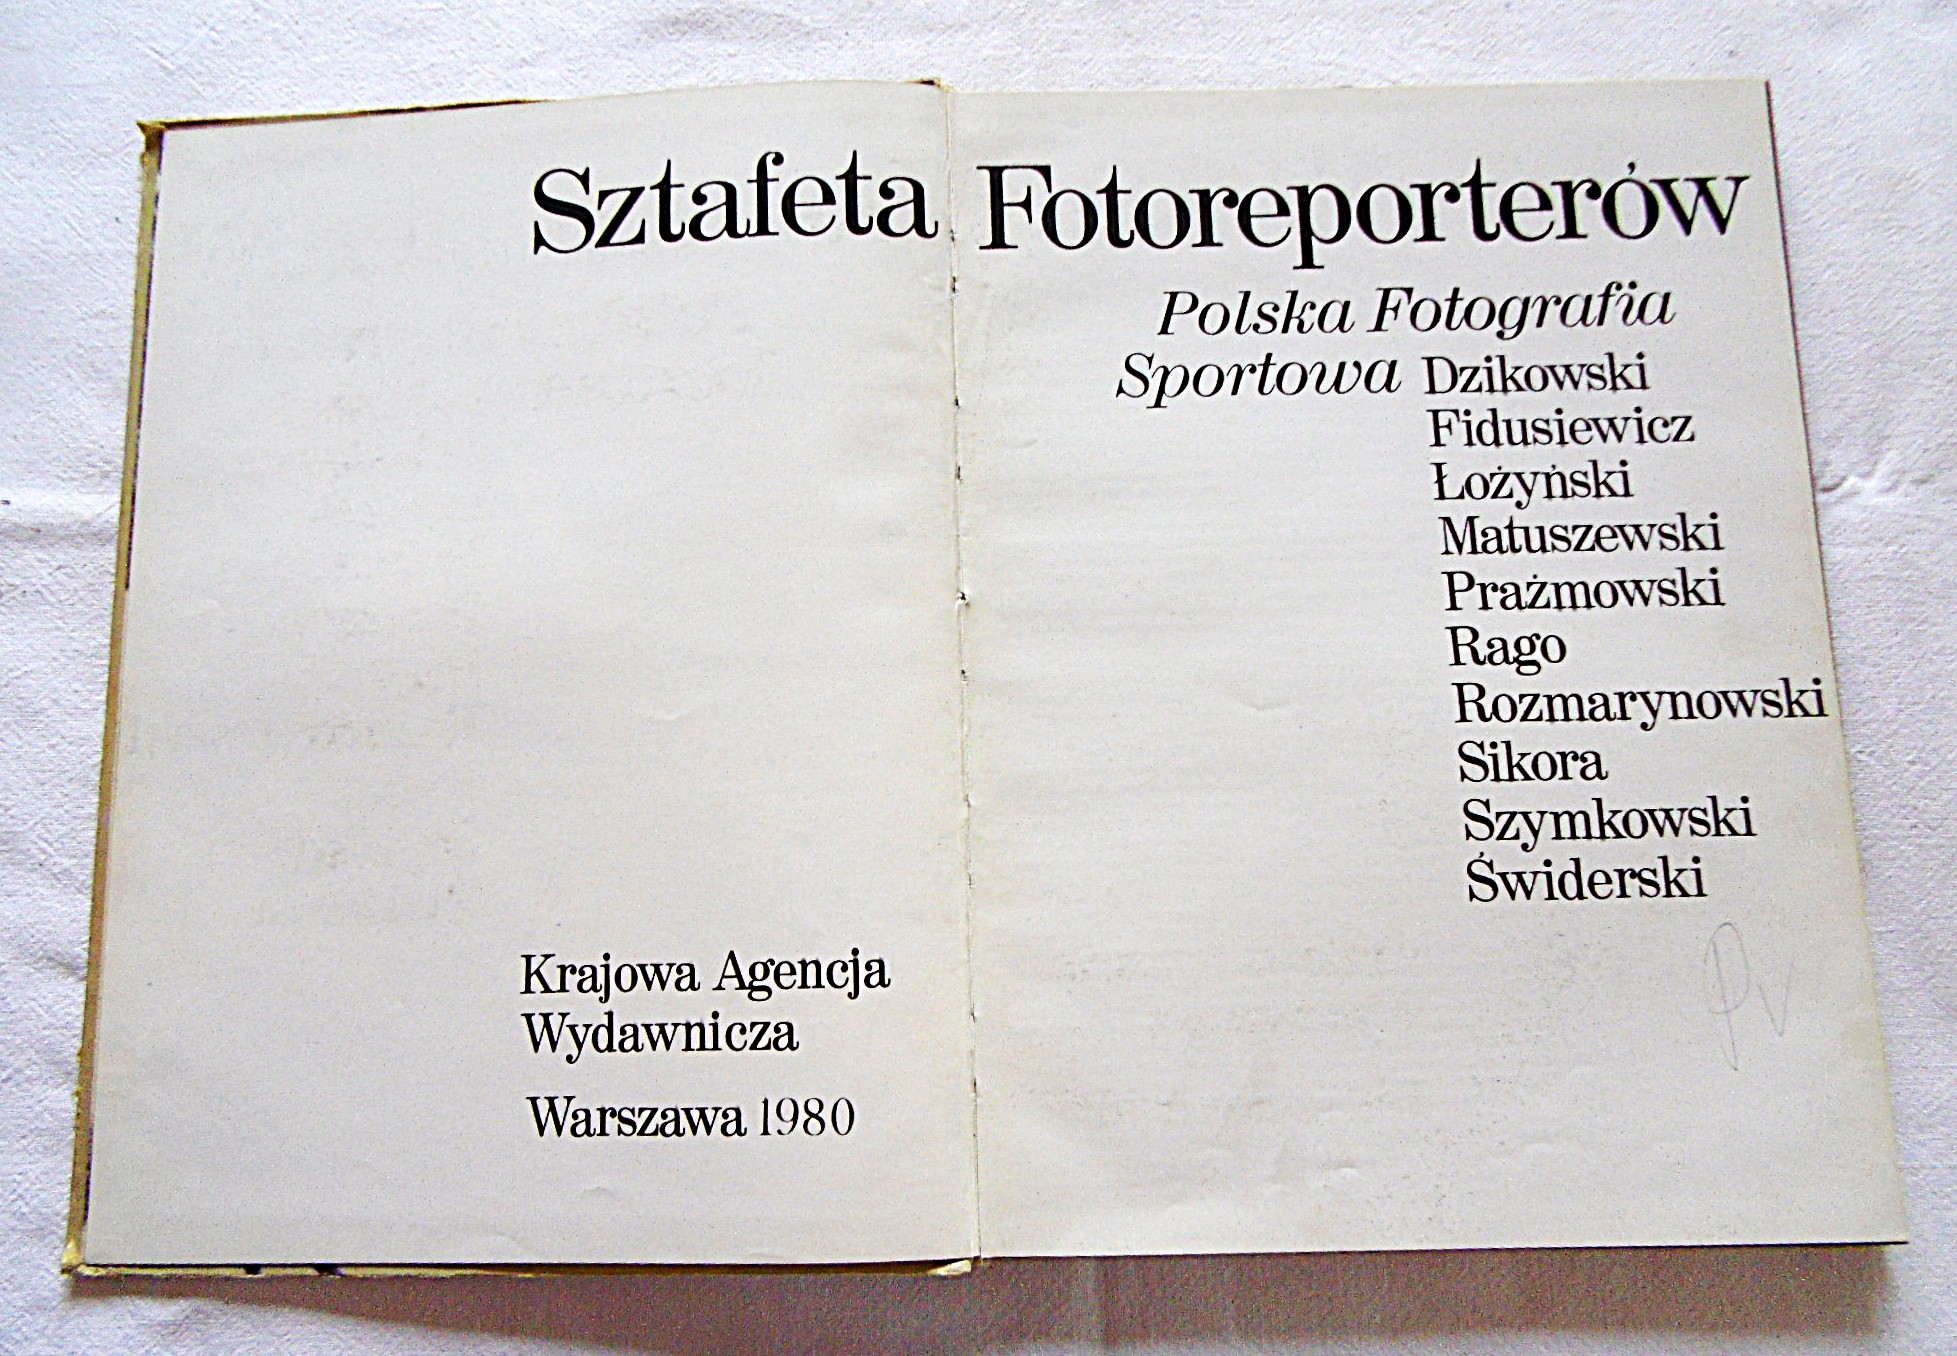 Sztafeta Fotoreporterów
Polska Fotografia
Sportowa Dzikowski
Fidusiewicz
Łożyński
Matuszewski
Prażmowski
Rago
Rozmarynowski
Sikora
Szymkowski
Świderski
Krajowa Agencja
Wydawnicza
Warszawa 1980